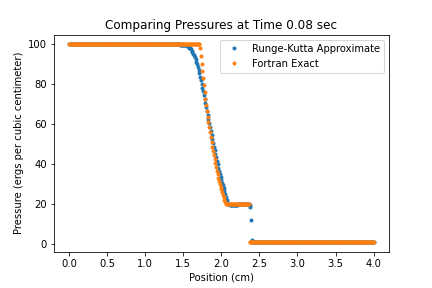 Comparing Pressures at Time 0.08 sec
Runge-Kutta Approximate
Fortran Exact
Pressure (ergs per cubic centimeter)
100
80
60
40
20
0
0.0 0.5 1.0 1.5 2.0 2.5 3.0 3.5 4.0
Position (cm)